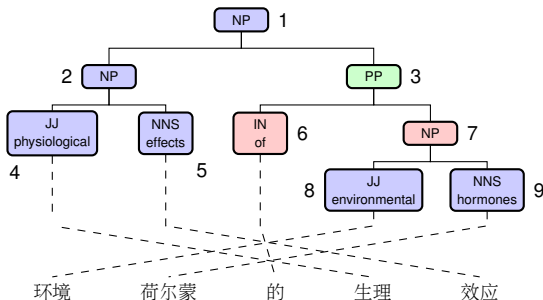 NP 1
2 NP PP 3
JJ NNS IN NP 7
physiological effects of 6
4 5 JJ NNS
8 environmental hormones 9
环境 荷尔蒙 的 生理 效应